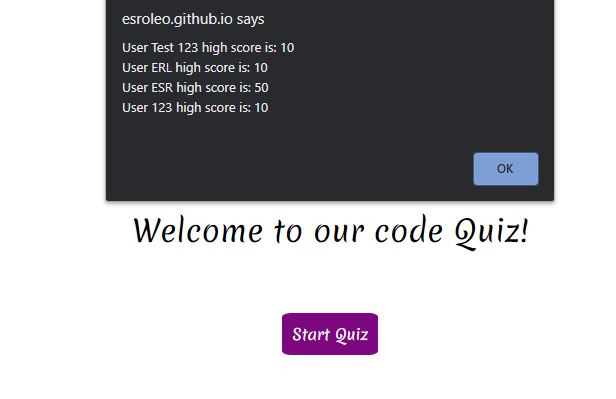 esroleo.github.io says
User Test 123 high score is: 10
User ERL high score is: 10
User ESR high score is: 50
User 123 high score is: 10
OK
Welcome to our code Quiz!
Start Quiz